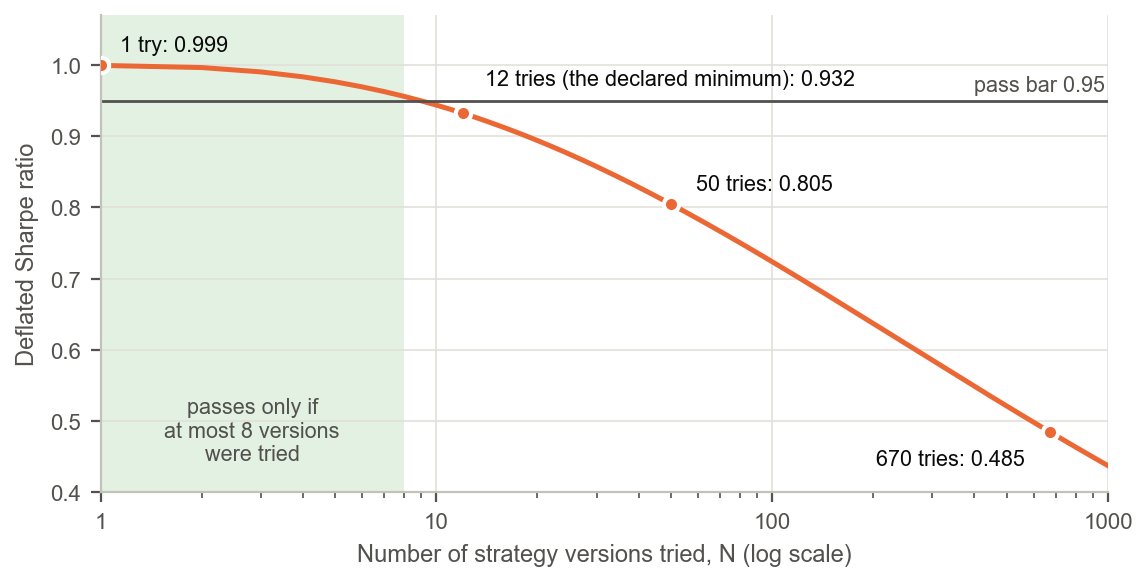 1 try: 0.999
12 tries (the declared minimum): 0.932
pass bar 0.95
50 tries: 0.805
670 tries: 0.485
passes only if
at most 8 versions
were tried
Deflated Sharpe ratio
1.0
0.9
0.8
0.7
0.6
0.5
0.4
1
10
100
1000
Number of strategy versions tried, N (log scale)